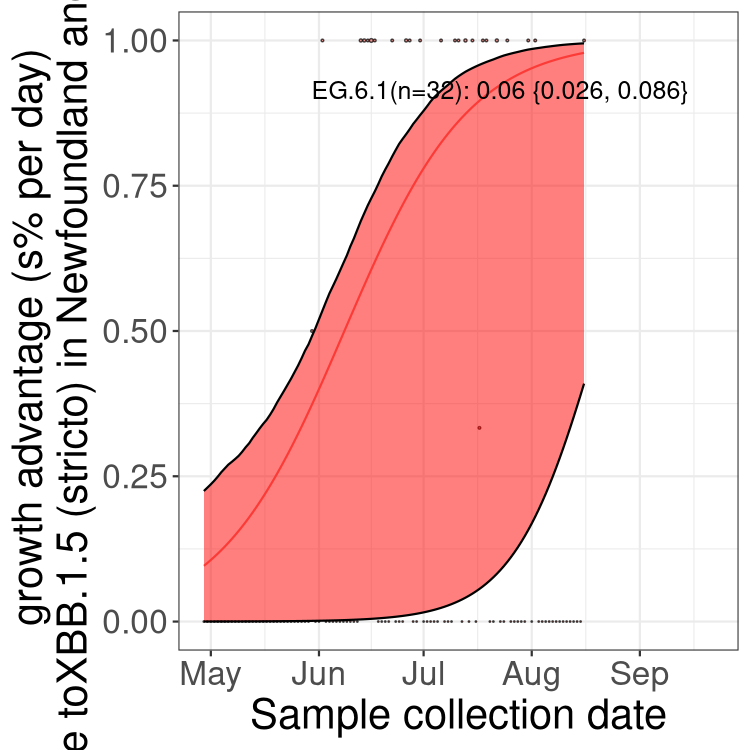 growth advantage (s% per day)
toXBB.1.5 (stricto) in Newfoundland
1.00
0.75
0.50
0.25
0.00
EG.6.1(n=32): 0.06 {0.026, 0.086}
May Jun Jul Aug Sep
Sample collection date